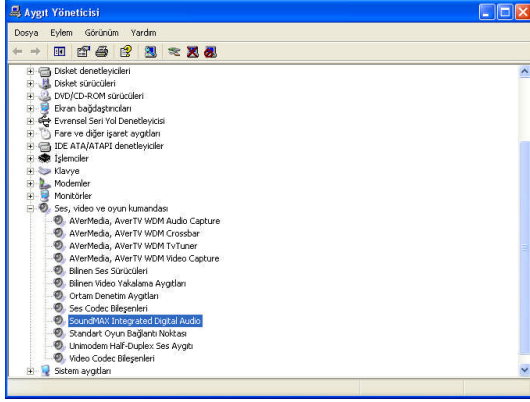 Aygıt Yöneticisi
Dosya Eylem Görünüm Yardım
Disket denetleyicileri
Disket sürücüleri
DVD/CD-ROM sürücüleri
Ekran bağdaştırıcıları
Evrensel Seri Yol Denetleyicisi
Fare ve diğer işaret aygıtları
IDE ATA/ATAPI denetleyiciler
İşlemciler
Klavye
Modemler
Monitörler
Ses, video ve oyun kumandası
AVerMedia, AverTV WDM Audio Capture
AVerMedia, AverTV WDM Crossbar
AVerMedia, AverTV WDM TvTuner
AVerMedia, AVerTV WDM Video Capture
Bilinen Ses Sürücüleri
Bilinen Video Yakalama Aygıtları
Ortam Denetim Aygıtları
Ses Codec Bileşenleri
SoundMAX Integrated Digital Audio
Standart Oyun Bağlantı Noktası
Unimodem Half-Duplex Ses Aygıtı
Video Codec Bileşenleri
Sistem aygıtları